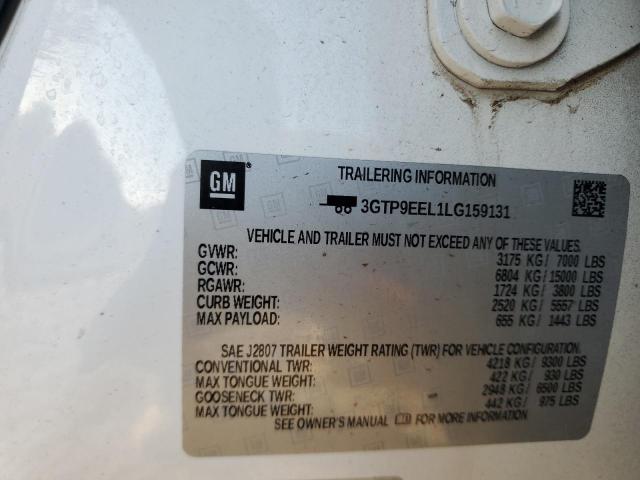 GM
TRAILERING INFORMATION
3GTP9EEL1LG159131
VEHICLE AND TRAILER MUST NOT EXCEED ANY OF THESE VALUES.
GVWR: 3175 KG/ 7000 LBS
GCWR: 6804 KG/ 15000 LBS
RGAWR: 1724 KG/ 3800 LBS
CURB WEIGHT: 2520 KG/ 5557 LBS
MAX PAYLOAD: 655 KG/ 1443 LBS
SAE J2807 TRAILER WEIGHT RATING (TWR) FOR VEHICLE CONFIGURATION.
CONVENTIONAL TWR: 4218 KG/ 9300 LBS
MAX TONGUE WEIGHT: 422 KG/ 930 LBS
GOOSENECK TWR: 2948 KG/ 6500 LBS
MAX TONGUE WEIGHT: 442 KG/ 975 LBS
SEE OWNER'S MANUAL FOR MORE INFORMATION.